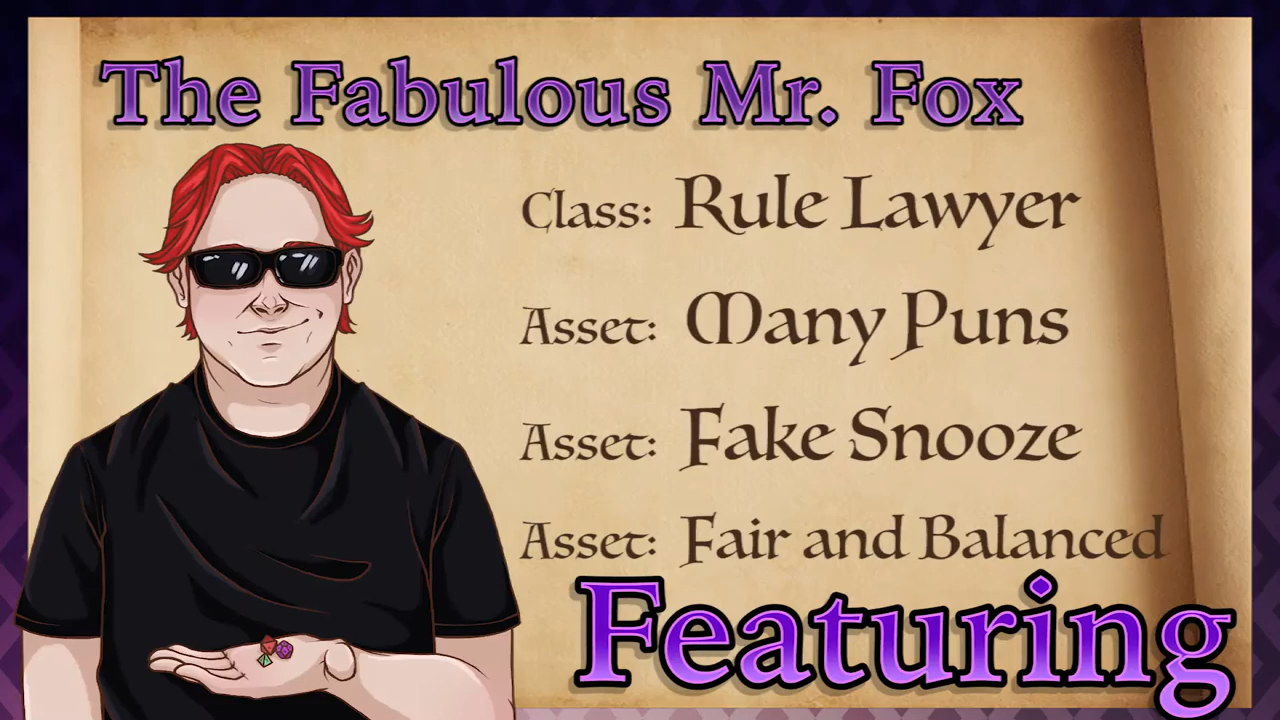 The Fabulous Mr. Fox
Class: Rule Lawyer
Asset: Many Puns
Asset: Fake Snooze
Asset: Fair and Balanced
Featuring